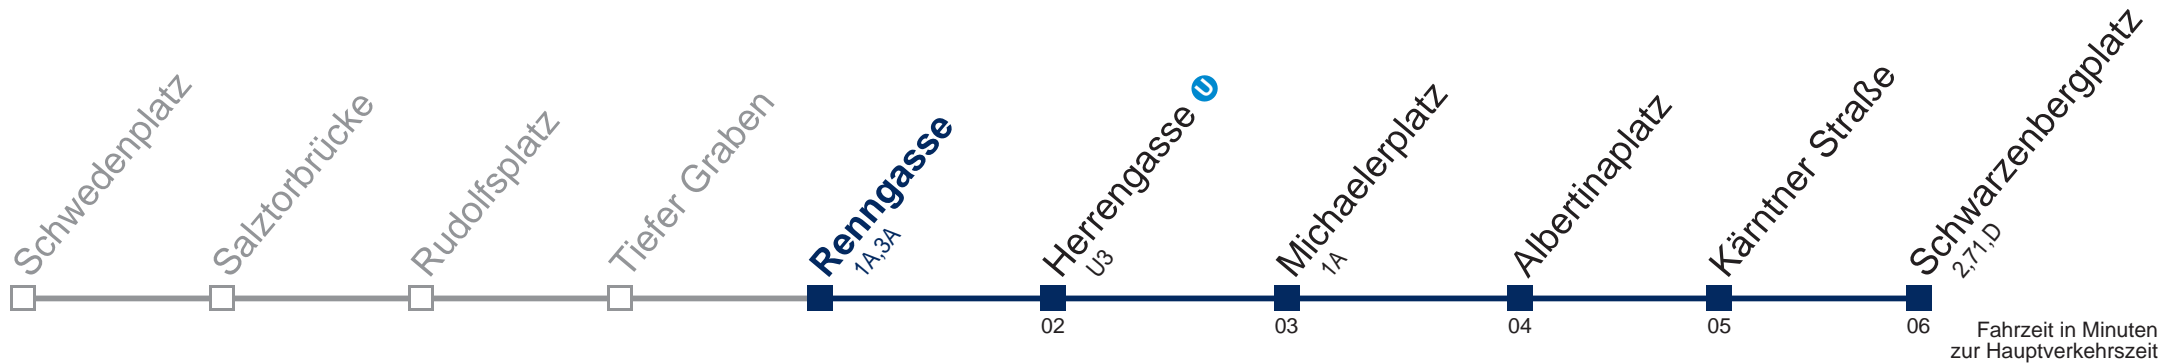 Schwedenplatz
Salztorbrücke
Rudolfsplatz
Tiefer Graben
Renngasse
1A,3A
Herrengasse U
U3
Michaelerplatz
1A
Albertinaplatz
Kärntner Straße
Schwarzenbergplatz
2,71,D
02
03
04
05
06
Fahrzeit in Minuten
zur Hauptverkehrszeit